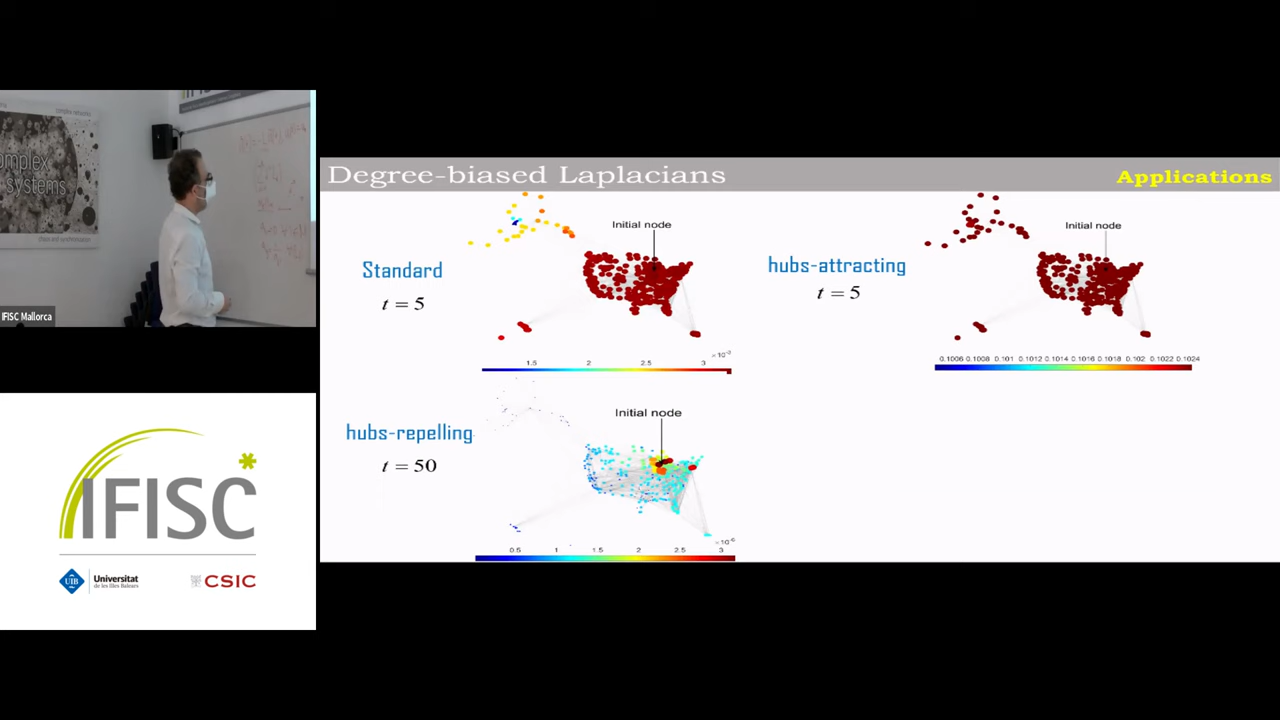 omplex
systems
IFISC Mallorca
IFISC
UIB
Universitat
de les Illes Balears
CSIC
Degree-biased Laplacians
Applications
Standard
t = 5
Initial node
1.5 2 2.5 3
hubs-attracting
t = 5
Initial node
0.1006 0.1008 0.101 0.1012 0.1014 0.1016 0.1018 0.102 0.1022 0.1024
hubs-repelling
t = 50
Initial node
0.5 1 1.5 2 2.5 3